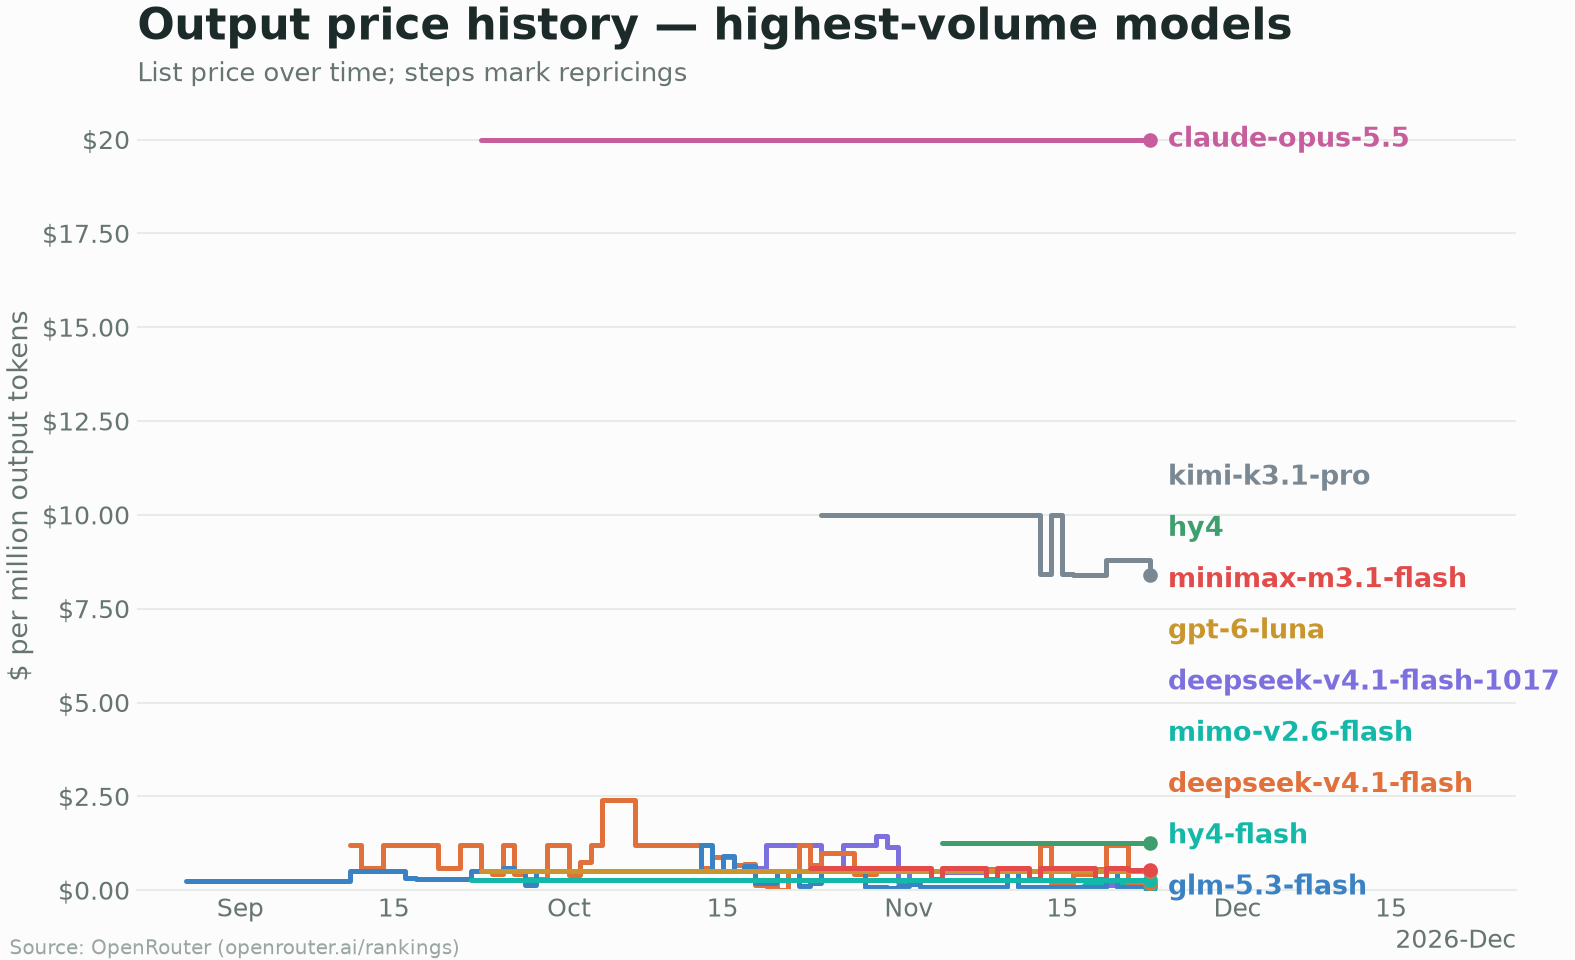 Output price history — highest-volume models
List price over time; steps mark repricings
$ per million output tokens
$20
$17.50
$15.00
$12.50
$10.00
$7.50
$5.00
$2.50
$0.00
claude-opus-5.5
kimi-k3.1-pro
hy4
minimax-m3.1-flash
gpt-6-luna
deepseek-v4.1-flash-1017
mimo-v2.6-flash
deepseek-v4.1-flash
hy4-flash
glm-5.3-flash
Sep 15 Oct 15 Nov 15 Dec 15
2026-Dec
Source: OpenRouter (openrouter.ai/rankings)